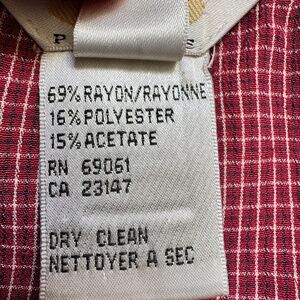 P S
69% RAYON/RAYONNE
16% POLYESTER
15% ACETATE
RN 69061
CA 23147
DRY CLEAN
NETTOYER A SEC